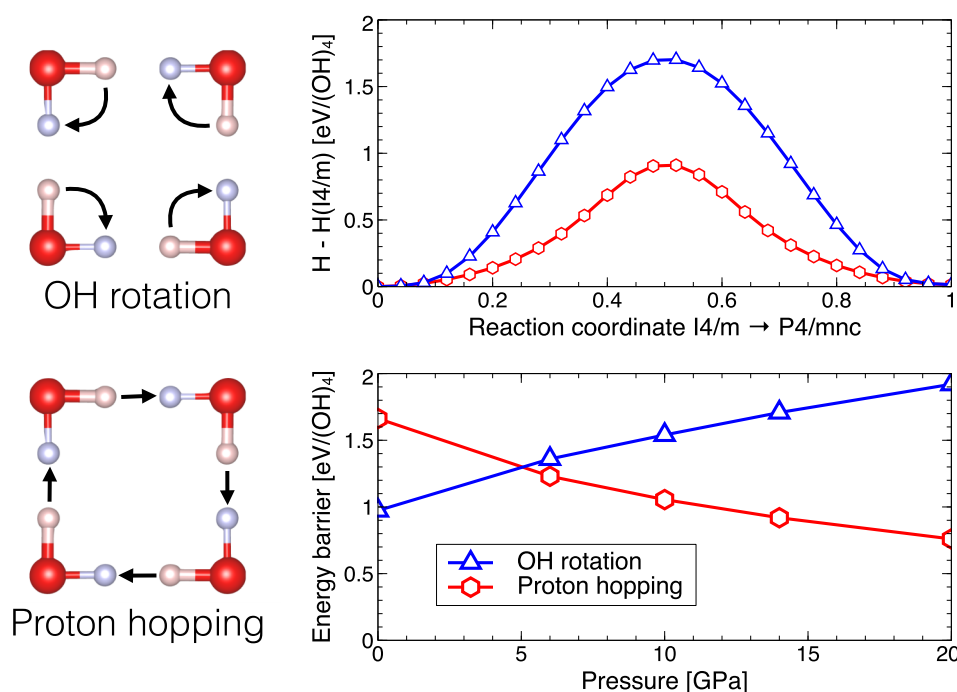 OH rotation
Proton hopping
H - H(I4/m) [eV/(OH)₄]
2
1.5
1
0.5
0
0 0.2 0.4 0.6 0.8 1
Reaction coordinate I4/m → P4/mnc
Energy barrier [eV/(OH)₄]
2
1.5
1
0.5
0
OH rotation
Proton hopping
0 5 10 15 20
Pressure [GPa]